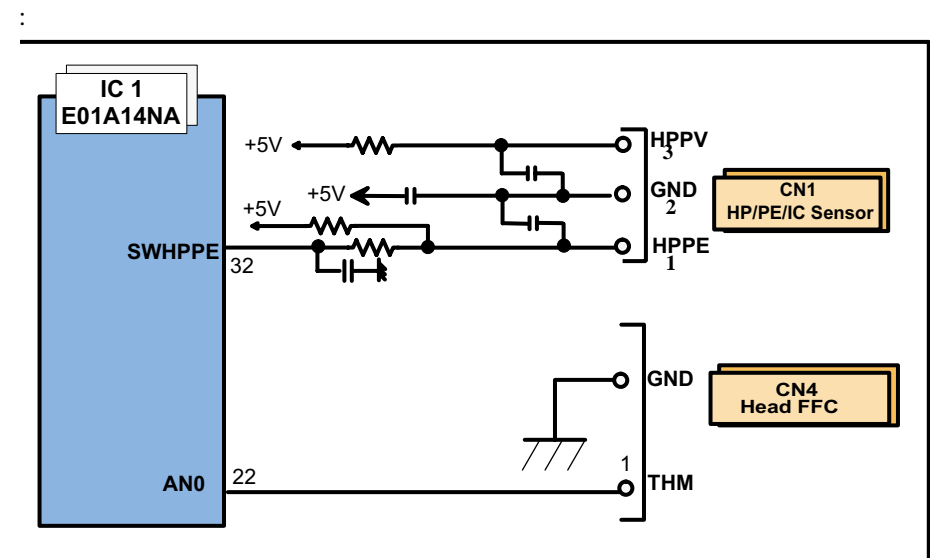 :
IC 1
E01A14NA
+5V
HPPV
3
+5V
GND
2
CN1
HP/PE/IC Sensor
+5V
SWHPPE
32
HPPE
1
GND
CN4
Head FFC
AN0
22
1
THM